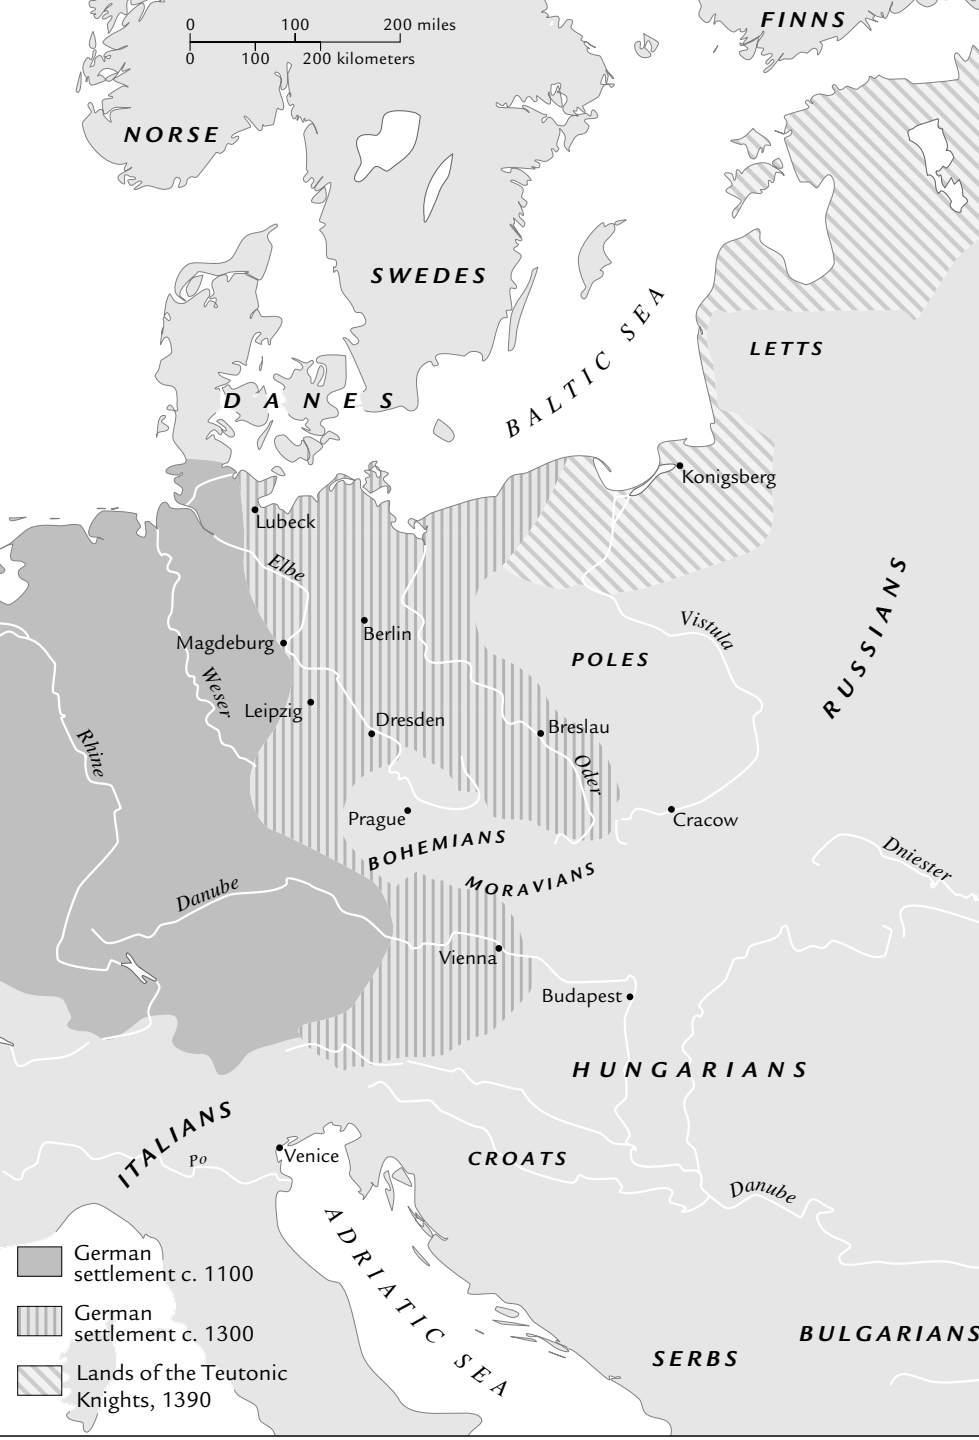 FINNS
0 100 200 miles
0 100 200 kilometers
NORSE
SWEDES
BALTIC SEA
LETTS
DANES
Konigsberg
Lubeck
Elbe
RUSSIANS
Vistula
Berlin
Magdeburg
POLES
Weser
Leipzig
Dresden
Breslau
Rhine
Oder
Prague
Cracow
BOHEMIANS
Dniester
MORAVIANS
Danube
Vienna
Budapest
HUNGARIANS
ITALIANS
Po
Venice
CROATS
Danube
ADRIATIC SEA
German
settlement c. 1100
German
settlement c. 1300
BULGARIANS
SERBS
Lands of the Teutonic
Knights, 1390